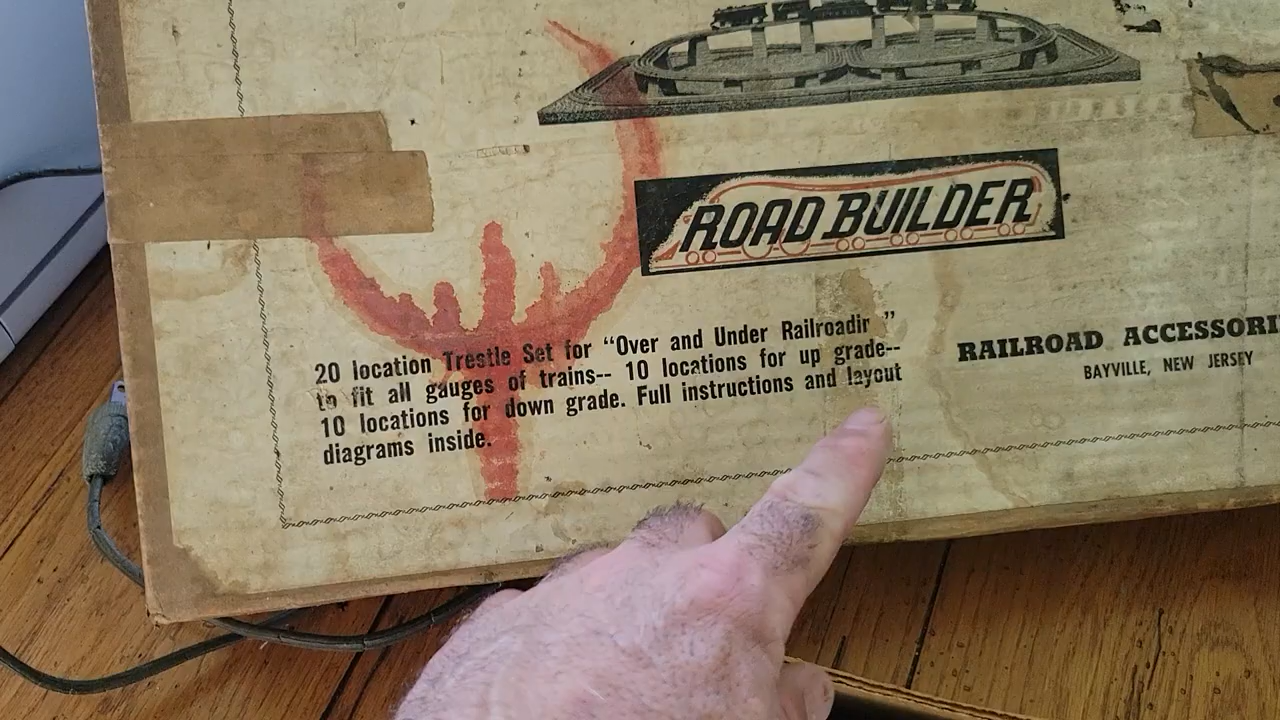 ROAD BUILDER
20 location Trestle Set for “Over and Under Railroadir ”
to fit all gauges of trains-- 10 locations for up grade--
10 locations for down grade. Full instructions and layout
diagrams inside.
RAILROAD ACCESSORI
BAYVILLE, NEW JERSEY